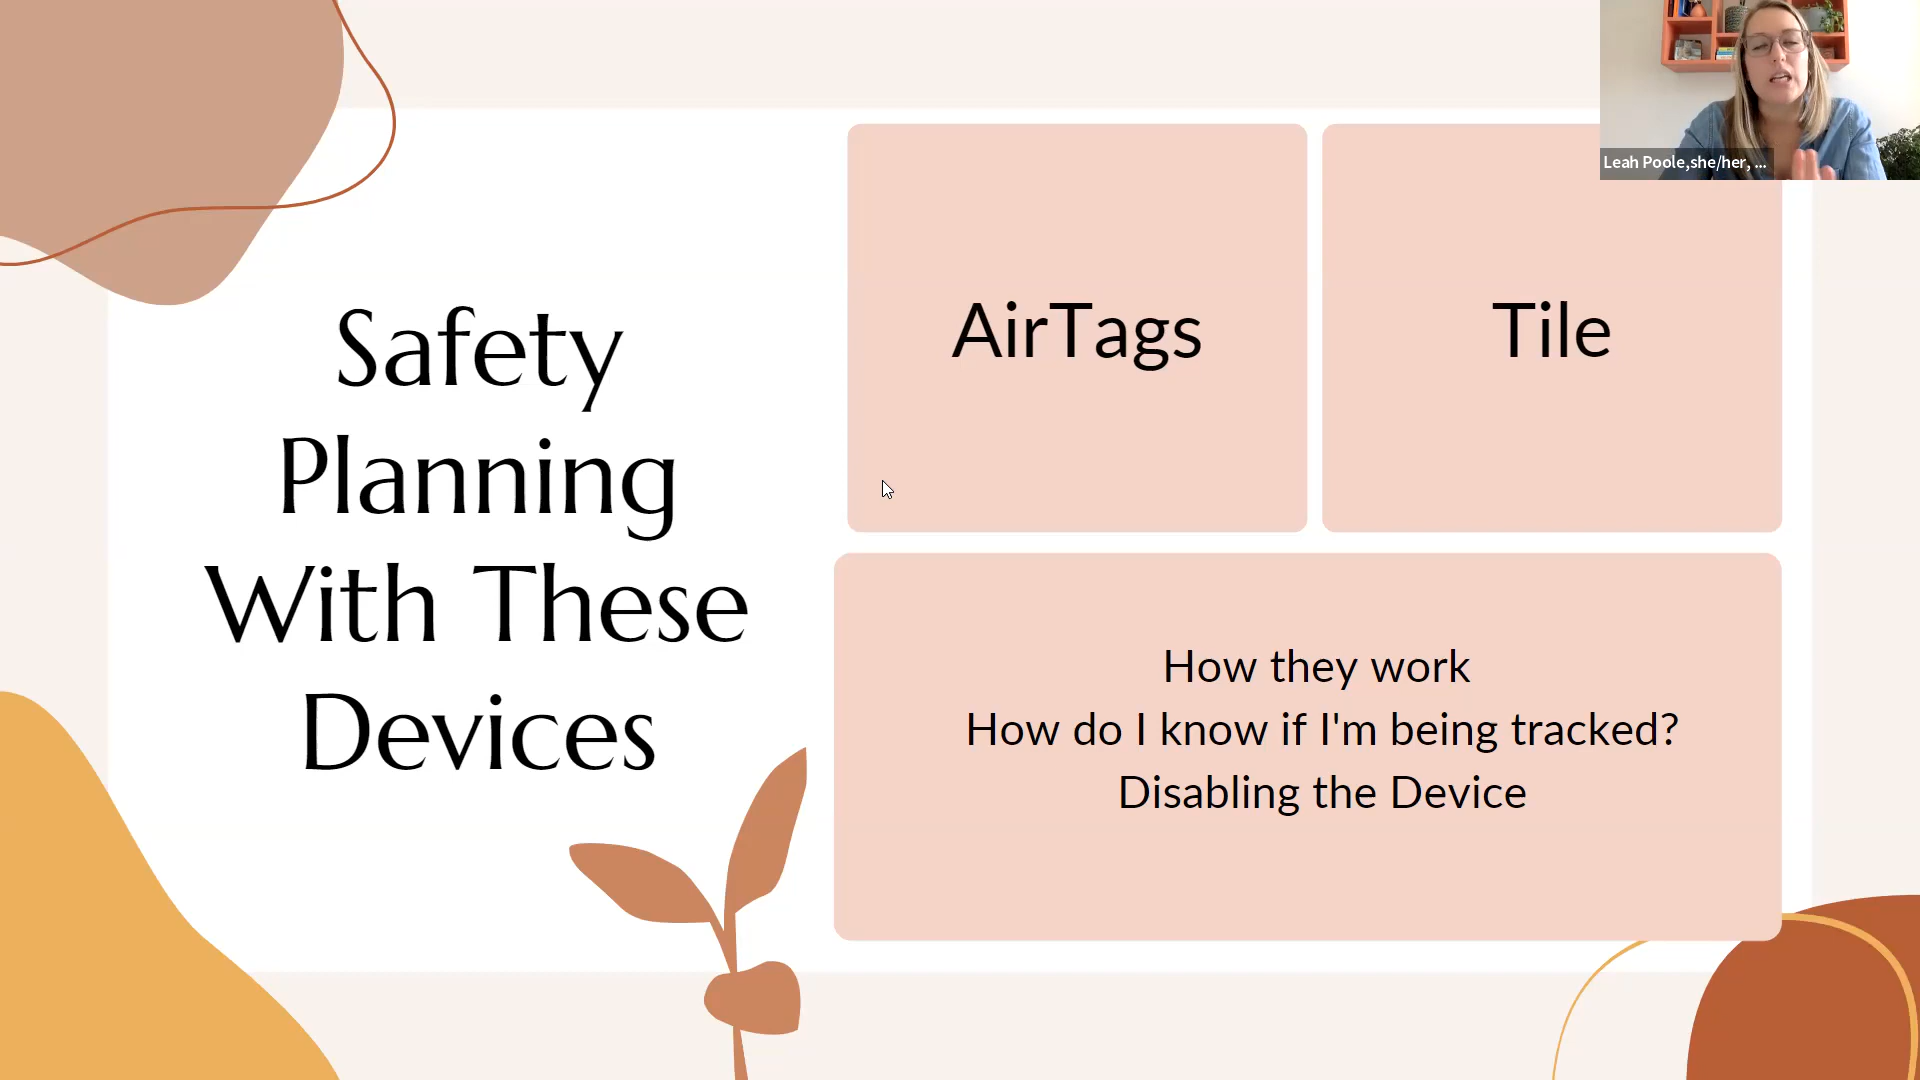 Safety
Planning
With These
Devices
AirTags
Tile
How they work
How do I know if I'm being tracked?
Disabling the Device
Leah Poole,she/her, ...